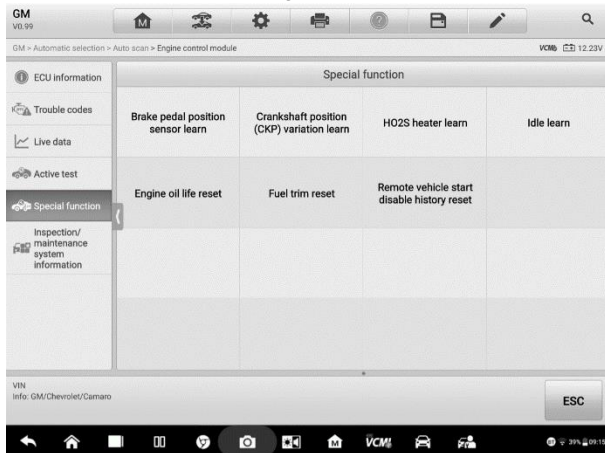 GM
V0.99
GM > Automatic selection > Auto scan > Engine control module
VCMI 12.23V
ECU information
Trouble codes
Live data
Active test
Special function
Inspection/
maintenance
system
information
Special function
Brake pedal position
sensor learn
Crankshaft position
(CKP) variation learn
HO2S heater learn
Idle learn
Engine oil life reset
Fuel trim reset
Remote vehicle start
disable history reset
VIN
Info: GM/Chevrolet/Camaro
ESC
VCMI
39% 09:15